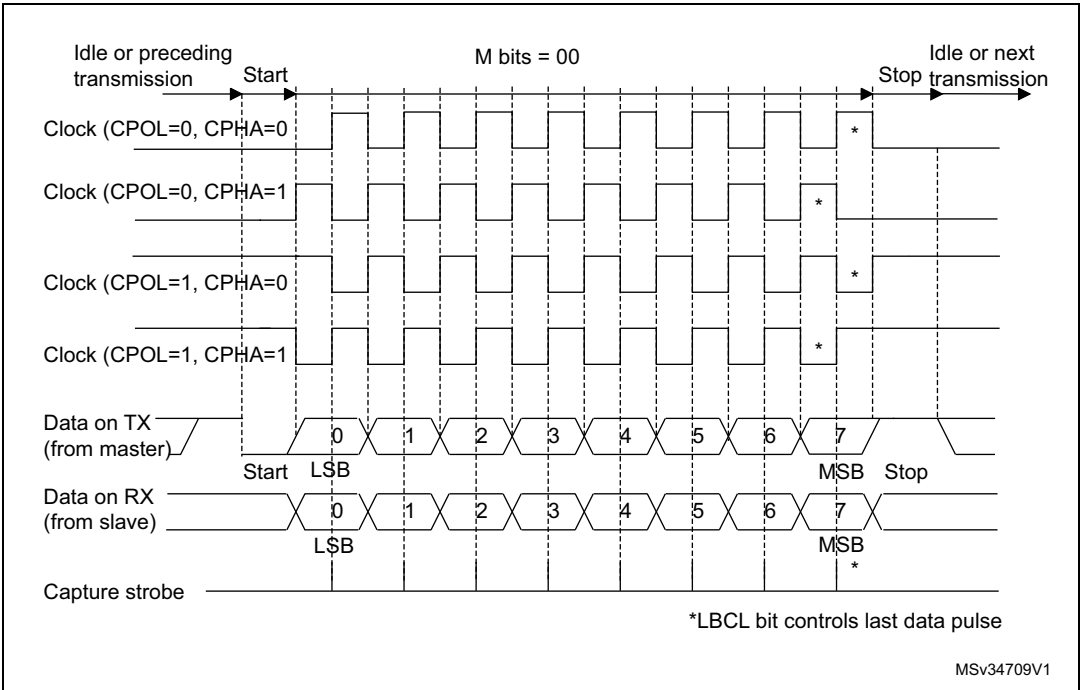 Idle or preceding
transmission
Start
M bits = 00
Stop
Idle or next
transmission
Clock (CPOL=0, CPHA=0
*
Clock (CPOL=0, CPHA=1
*
Clock (CPOL=1, CPHA=0
*
Clock (CPOL=1, CPHA=1
*
Data on TX
(from master)
0 1 2 3 4 5 6 7
Start LSB MSB Stop
Data on RX
(from slave)
0 1 2 3 4 5 6 7
LSB MSB
*
Capture strobe
*LBCL bit controls last data pulse
MSv34709V1